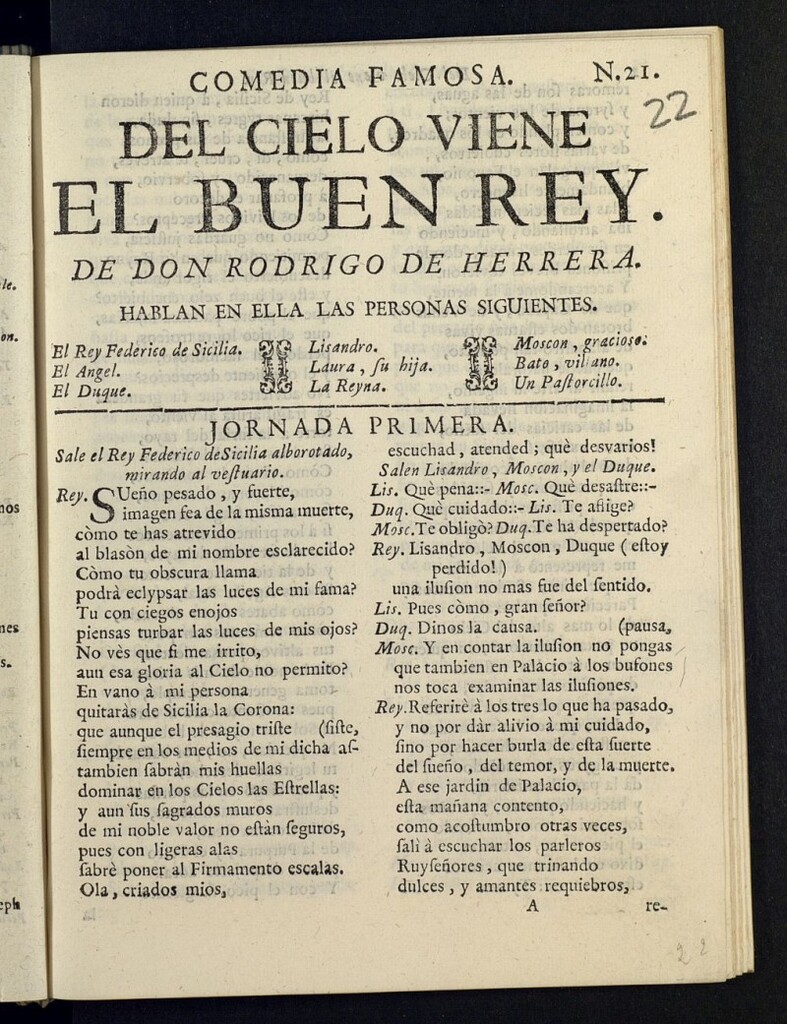 COMEDIA FAMOSA. N.21.
22
DEL CIELO VIENE
EL BUEN REY.
DE DON RODRIGO DE HERRERA.
HABLAN EN ELLA LAS PERSONAS SIGUIENTES.
El Rey Federico de Sicilia.
El Angel.
El Duque.
Lisandro.
Laura, ſu hija.
La Reyna.
Moscon, gracioso.
Bato, villano.
Un Paſtorcillo.
JORNADA PRIMERA.
Sale el Rey Federico deSicilia alborotado,
mirando al veſtuario.
Rey. SUeño pesado, y fuerte,
imagen fea de la misma muerte,
còmo te has atrevido
al blasòn de mi nombre esclarecido?
Còmo tu obscura llama
podrà eclypsar las luces de mi fama?
Tu con ciegos enojos
piensas turbar las luces de mis ojos?
No vès que ſi me irrito,
aun esa gloria al Cielo no permito?
En vano à mi persona
quitaràs de Sicilia la Corona:
que aunque el presagio triſte (ſiſte,
ſiempre en los medios de mi dicha aſ-
tambien ſabràn mis huellas
dominar en los Cielos las Eſtrellas:
y aun ſus ſagrados muros
de mi noble valor no eſtàn ſeguros,
pues con ligeras alas
ſabrè poner al Firmamento escalas.
Ola, criados mios,
escuchad, atended; què desvarios!
Salen Lisandro, Moscon, y el Duque.
Lis. Què pena::- Mosc. Què desaſtre::-
Duq. Què cuidado::- Lis. Te aflige?
Mosc. Te obligò? Duq. Te ha despertado?
Rey. Lisandro, Moscon, Duque (eſtoy
perdido!)
una iluſion no mas fue del ſentido.
Lis. Pues còmo, gran ſeñor?
Duq. Dinos la causa. (pausa,
Mosc. Y en contar la iluſion no pongas
que tambien en Palacio à los bufones
nos toca examinar las iluſiones.
Rey. Referirè à los tres lo que ha pasado,
y no por dàr alivio à mi cuidado,
ſino por hacer burla de eſta ſuerte
del ſueño, del temor, y de la muerte.
A ese jardin de Palacio,
eſta mañana contento,
como acoſtumbro otras veces,
ſalì à escuchar los parleros
Ruyſeñores, que trinando
dulces, y amantes requiebros,
A re-
22
le.
on.
nos
nes
s.
eph